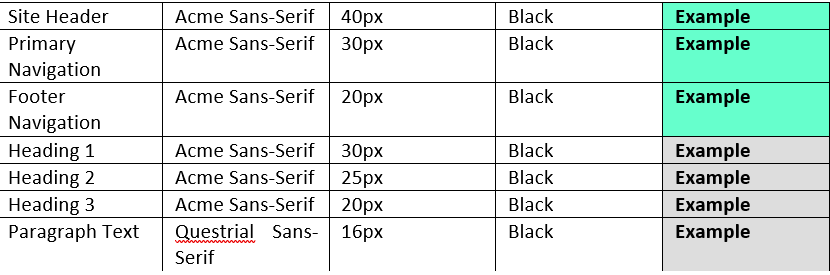 Site Header Acme Sans-Serif 40px Black Example
Primary Navigation Acme Sans-Serif 30px Black Example
Footer Navigation Acme Sans-Serif 20px Black Example
Heading 1 Acme Sans-Serif 30px Black Example
Heading 2 Acme Sans-Serif 25px Black Example
Heading 3 Acme Sans-Serif 20px Black Example
Paragraph Text Questrial Sans-Serif 16px Black Example